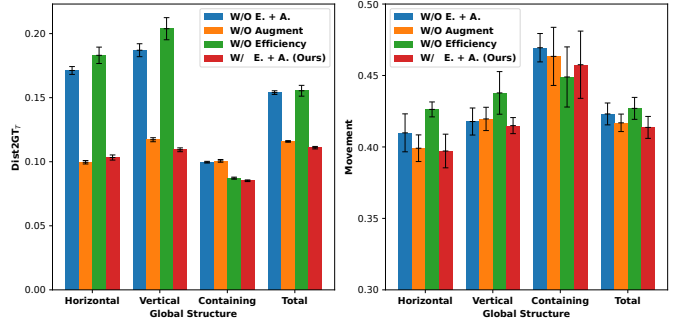 0.20
0.15
0.10
0.05
0.00
Dist2GT_T
W/O E. + A.
W/O Augment
W/O Efficiency
W/ E. + A. (Ours)
Horizontal Vertical Containing Total
Global Structure
0.50
0.45
0.40
0.35
0.30
Movement
W/O E. + A.
W/O Augment
W/O Efficiency
W/ E. + A. (Ours)
Horizontal Vertical Containing Total
Global Structure